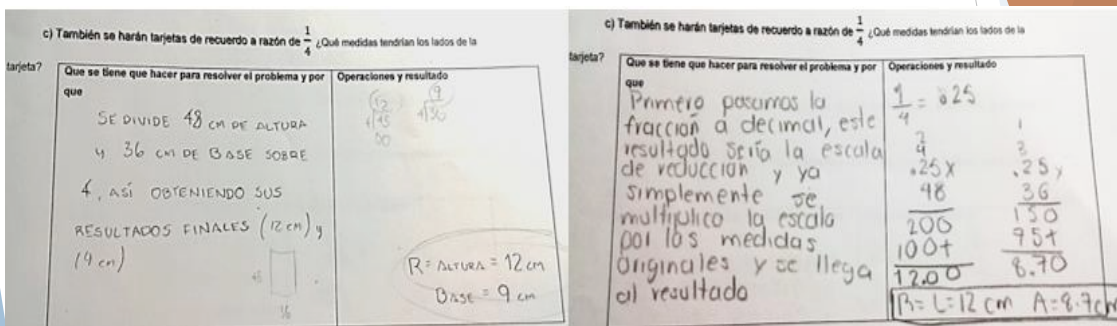 c) También se harán tarjetas de recuerdo a razón de 1/4 ¿Qué medidas tendrían los lados de la
tarjeta?
Que se tiene que hacer para resolver el problema y por
que
Operaciones y resultado
SE DIVIDE 48 CM DE ALTURA
Y 36 CM DE BASE SOBRE
4, ASÍ OBTENIENDO SUS
RESULTADOS FINALES (12 cm) y
(9 cm)
R= ALTURA = 12 cm
BASE = 9 cm
c) También se harán tarjetas de recuerdo a razón de 1/4 ¿Qué medidas tendrían los lados de la
tarjeta?
Que se tiene que hacer para resolver el problema y por
que
Operaciones y resultado
Primero pasamos la
fracción a decimal, este
resultado sería la escala
de reducción y ya
simplemente se
multiplico la escala
por las medidas
originales y se llega
al resultado
1/4 = .25
2
4
.25 x
48
200
100+
12.00
1
3
.25 x
36
150
95+
8.70
R= L=12 cm A=8.7cm